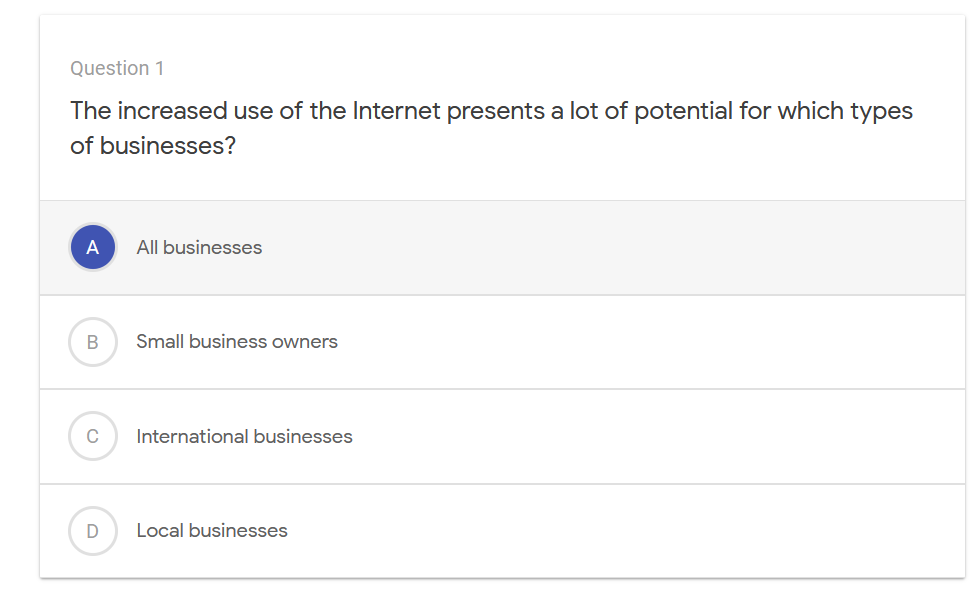 Question 1
The increased use of the Internet presents a lot of potential for which types
of businesses?
A All businesses
B Small business owners
C International businesses
D Local businesses